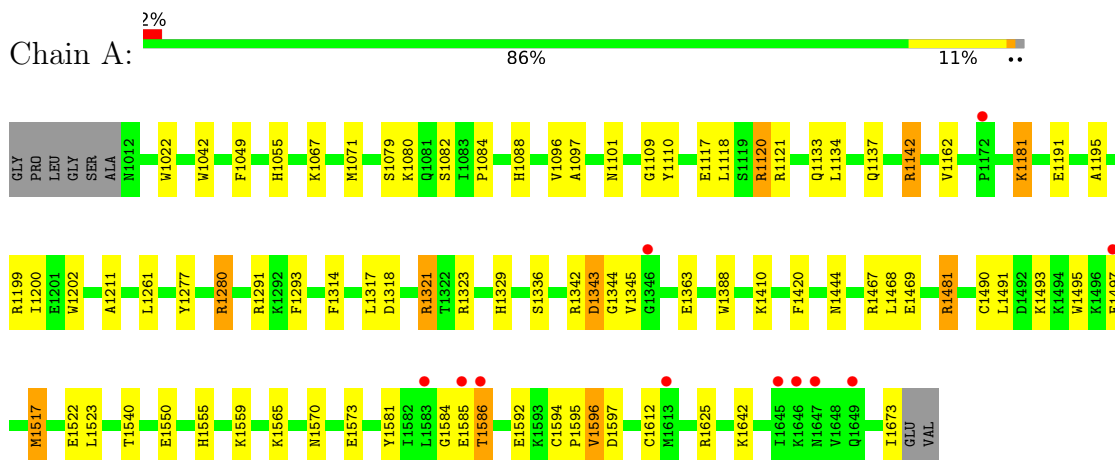 2%
Chain A:
86% 11% ••
GLY PRO LEU GLY SER ALA N1012 W1022 W1042 F1049 H1055 K1067 M1071 S1079 K1080 Q1081 S1082 I1083 P1084 H1088 V1096 A1097 N1101 G1109 Y1110 E1117 L1118 S1119 R1120 R1121 Q1133 L1134 Q1137 R1142 V1162 P1172 K1181 E1191 A1195
R1199 I1200 E1201 W1202 A1211 L1261 Y1277 R1280 R1291 K1292 F1293 F1314 L1317 D1318 R1321 T1322 R1323 H1329 S1336 R1342 D1343 G1344 V1345 G1346 E1363 W1388 K1410 F1420 N1444 R1467 L1468 E1469 R1481 C1490 L1491 D1492 K1493 K1494 W1495 K1496 E1497
M1517 E1522 L1523 T1540 E1550 H1555 K1559 K1565 N1570 E1573 Y1581 I1582 L1583 G1584 E1585 T1586 E1592 K1593 C1594 P1595 V1596 D1597 C1612 M1613 R1625 K1642 I1645 K1646 N1647 V1648 Q1649 I1673 GLU VAL